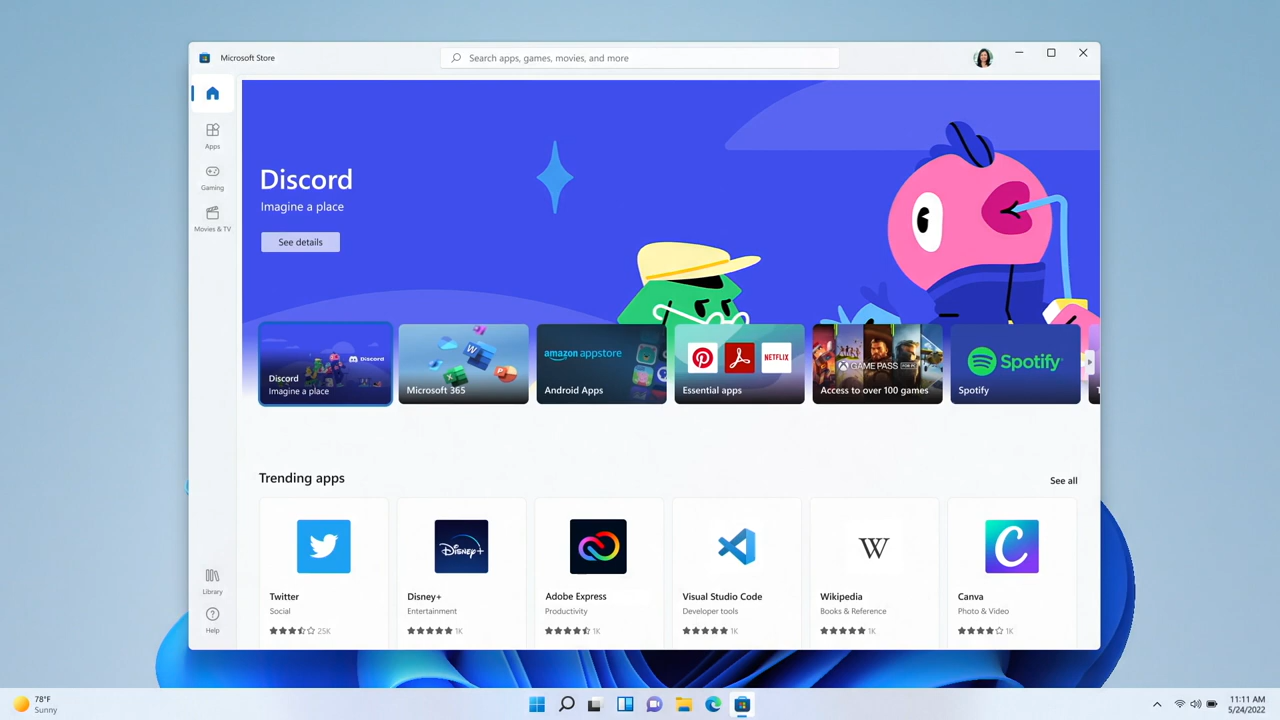 Microsoft Store
Search apps, games, movies, and more
Discord
Imagine a place
See details
Apps
Gaming
Movies & TV
Discord
Discord
Imagine a place
Microsoft 365
amazon appstore
Android Apps
NETFLIX
Essential apps
GAME PASS
Access to over 100 games
Spotify
Spotify
Trending apps
See all
Disney+
W
C
Twitter
Social
25K
Disney+
Entertainment
1K
Adobe Express
Productivity
1K
Visual Studio Code
Developer tools
1K
Wikipedia
Books & Reference
1K
Canva
Photo & Video
1K
Library
Help
78°F
Sunny
11:11 AM
5/24/2022